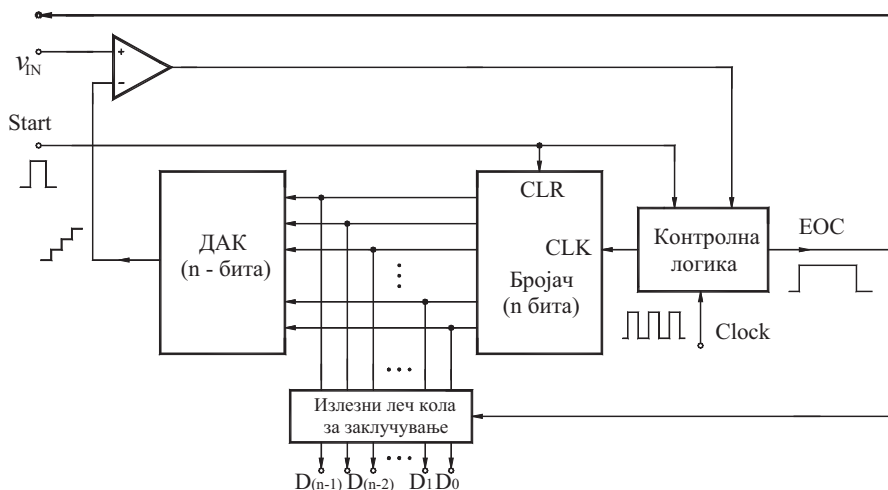 +
v_IN
−
Start
CLR
ДАК
(n - бита)
CLK
Бројач
(n бита)
Контролна
логика
EOC
Clock
Излезни леч кола
за заклучување
D(n-1) D(n-2) D1 D0